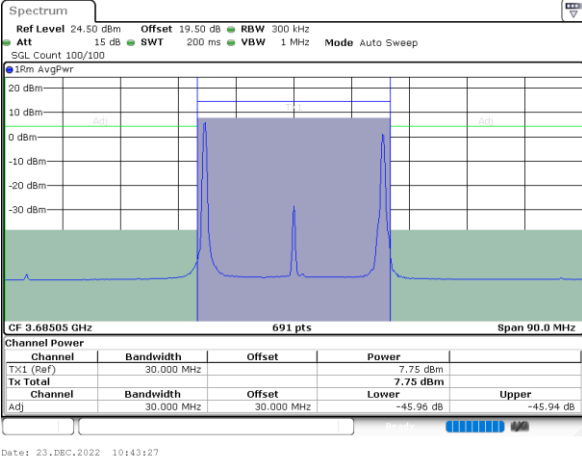 Spectrum
Ref Level 24.50 dBm Offset 19.50 dB RBW 300 kHz
Att 15 dB SWT 200 ms VBW 1 MHz Mode Auto Sweep
SGL Count 100/100
1Rm AvgPwr
20 dBm
TX1
10 dBm
Adj Adj
0 dBm
-10 dBm
-20 dBm
-30 dBm
CF 3.68505 GHz 691 pts Span 90.0 MHz
Channel Power
Channel Bandwidth Offset Power
TX1 (Ref) 30.000 MHz 7.75 dBm
Tx Total 7.75 dBm
Channel Bandwidth Offset Lower Upper
Adj 30.000 MHz 30.000 MHz -45.96 dB -45.94 dB
Ready
Date: 23.DEC.2022 10:43:27